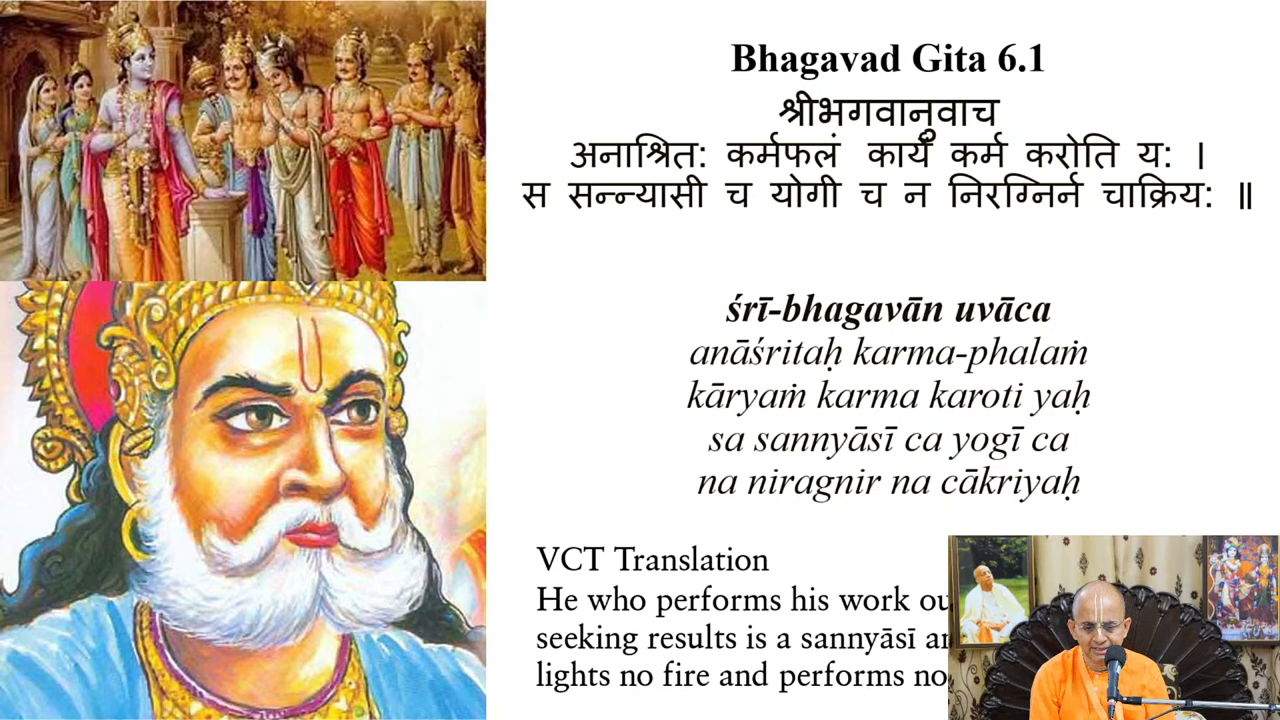 Bhagavad Gita 6.1
श्रीभगवानुवाच
अनाश्रित: कर्मफलं कार्यं कर्म करोति य: ।
स सन्न्यासी च योगी च न निरग्निर्न चाक्रिय: ॥
śrī-bhagavān uvāca
anāśritaḥ karma-phalaṁ
kāryaṁ karma karoti yaḥ
sa sannyāsī ca yogī ca
na niragnir na cākriyaḥ
VCT Translation
He who performs his work
seeking results is a sannyāsī
lights no fire and performs no